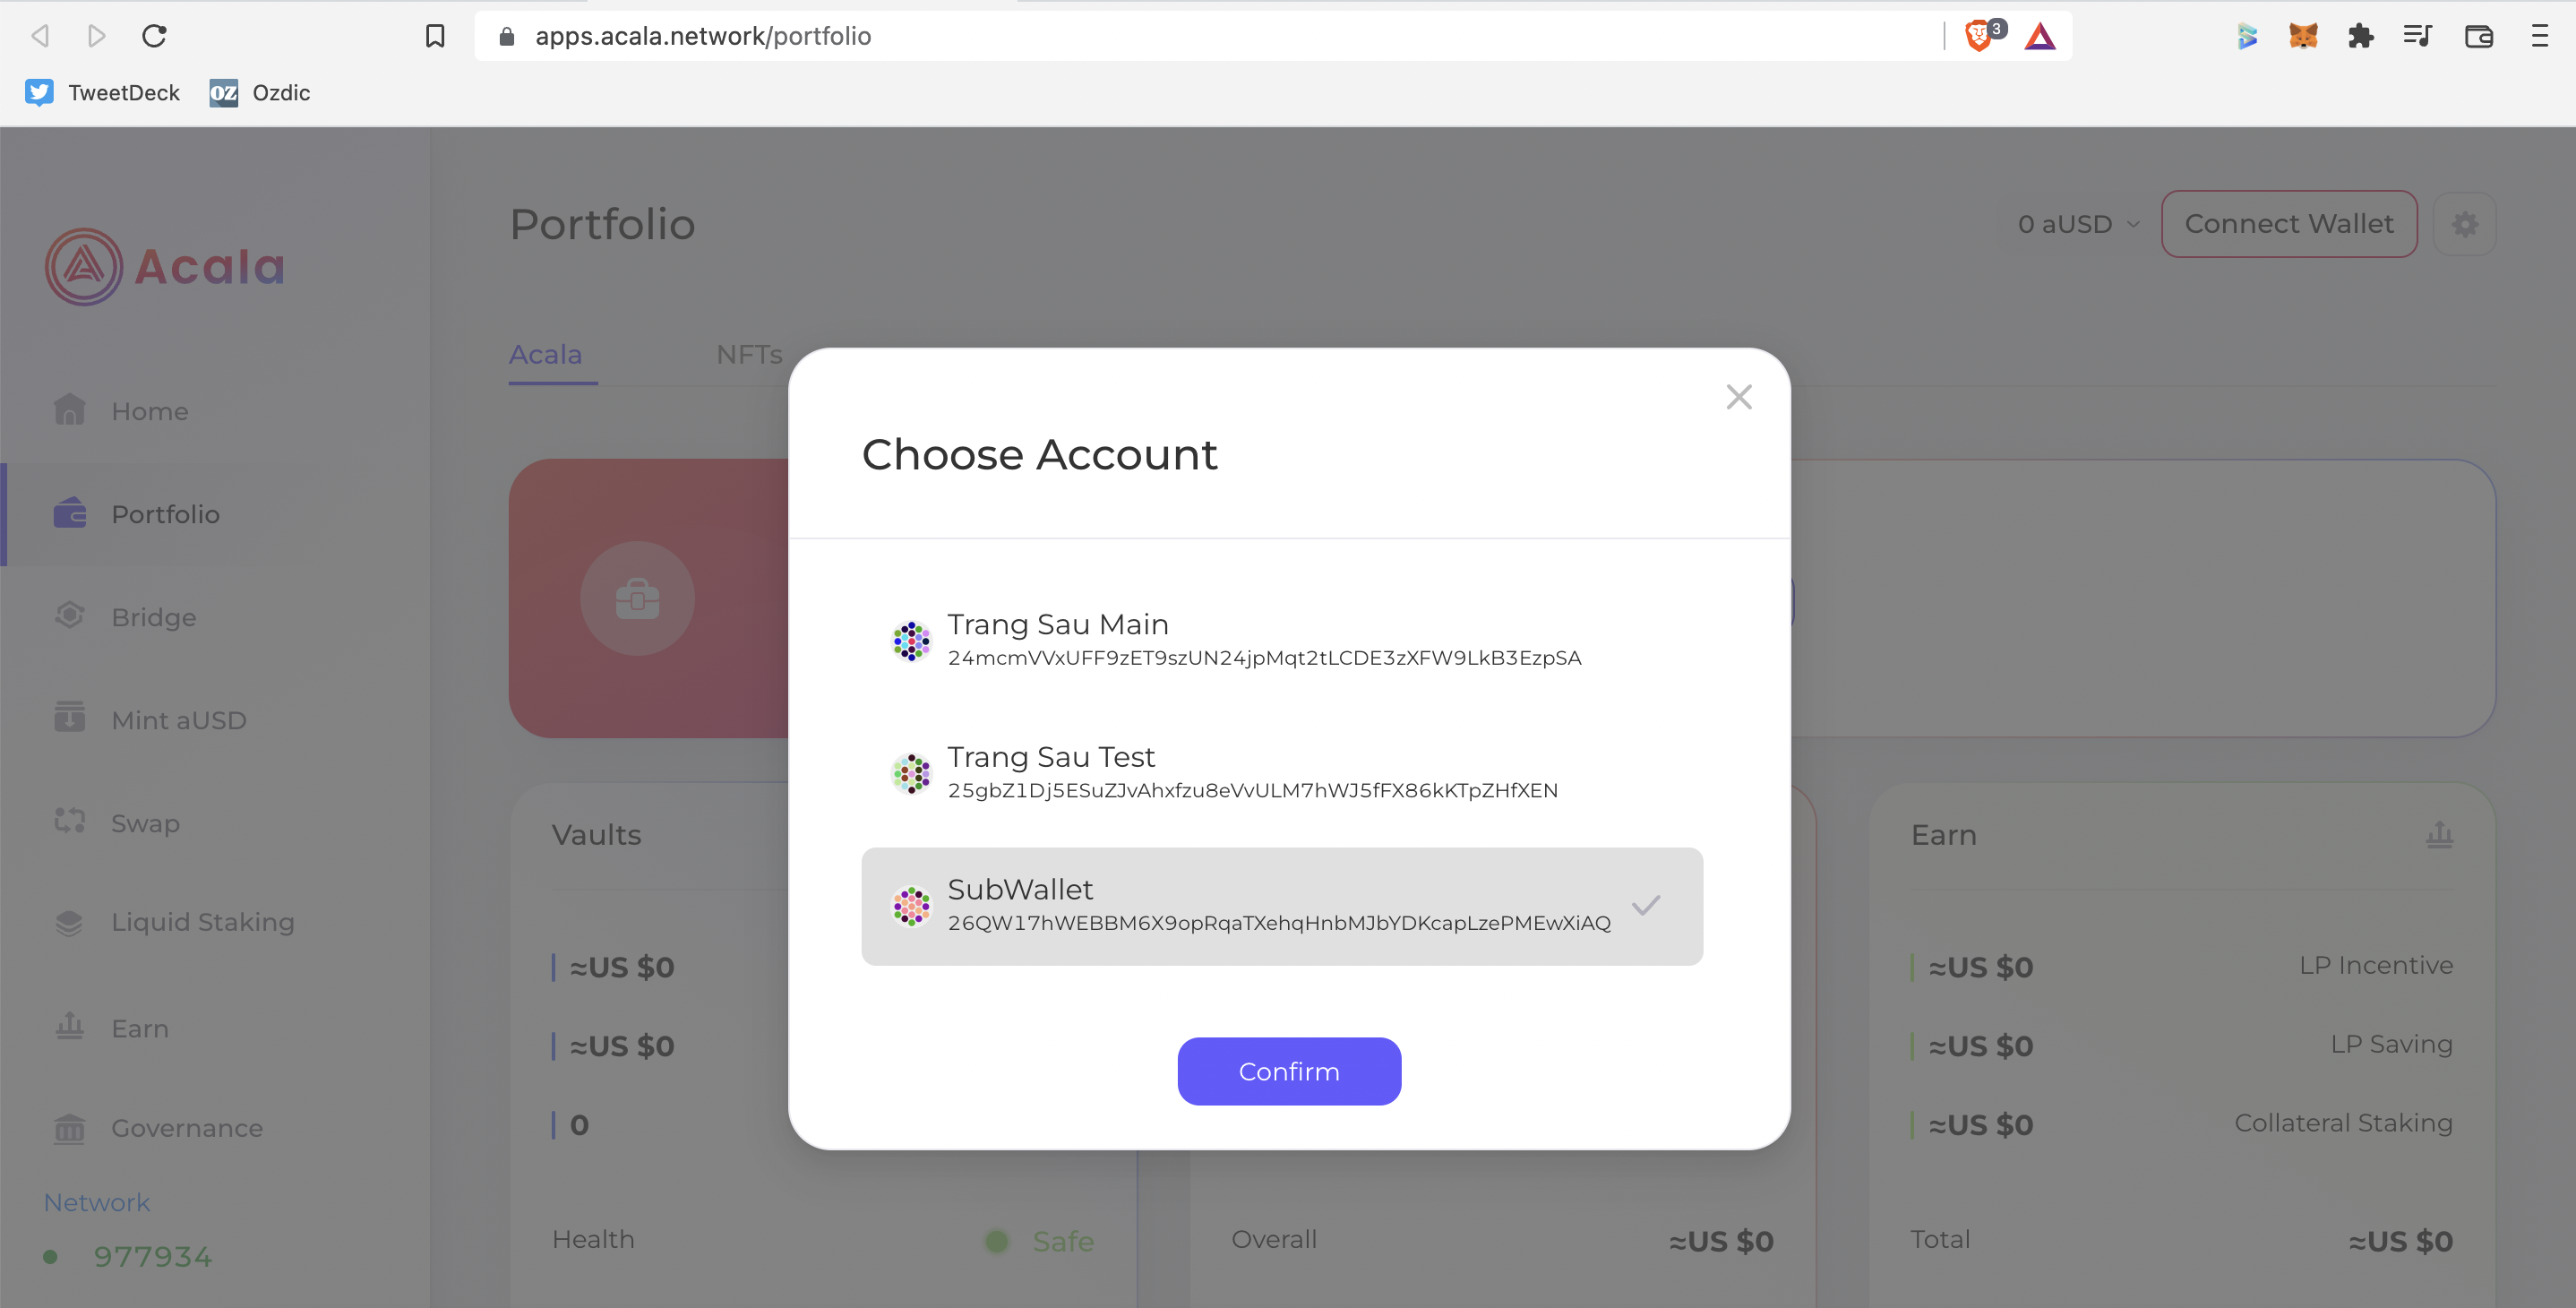 apps.acala.network/portfolio
3
TweetDeck
OZ Ozdic
Acala
Portfolio
0 aUSD
Connect Wallet
Acala
NFTs
Home
Portfolio
Bridge
Mint aUSD
Swap
Liquid Staking
Earn
Governance
Network
977934
Choose Account
Trang Sau Main
24mcmVVxUFF9zET9szUN24jpMqt2tLCDE3zXFW9LkB3EzpSA
Trang Sau Test
25gbZ1Dj5ESuZJvAhxfzu8eVvULM7hWJ5fFX86kKTpZHfXEN
SubWallet
26QW17hWEBBM6X9opRqaTXehqHnbMJbYDKcapLzePMEwXiAQ
Confirm
Vaults
≈US $0
≈US $0
0
Health
Safe
Overall
≈US $0
Earn
≈US $0 LP Incentive
≈US $0 LP Saving
≈US $0 Collateral Staking
Total
≈US $0